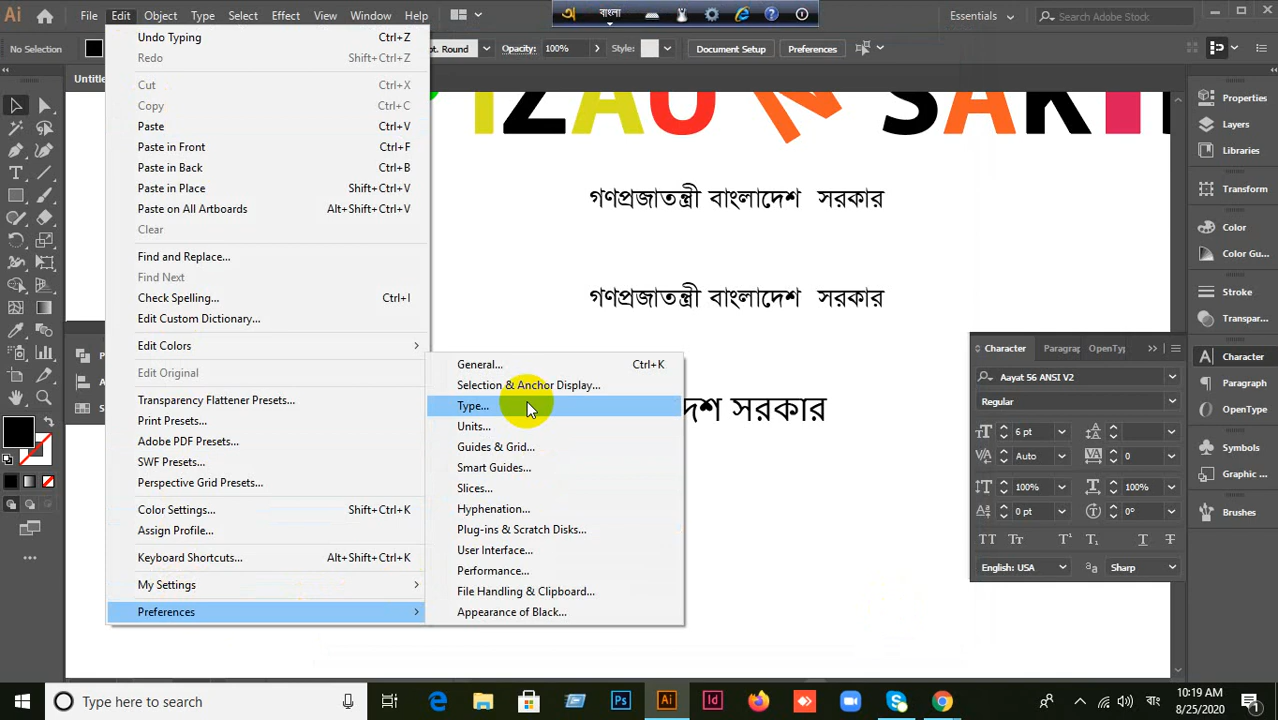 File Edit Object Type Select Effect View Window Help
অ বাংলা
Essentials
Search Adobe Stock
No Selection
pt. Round
Opacity: 100%
Style:
Document Setup
Preferences
Untitle
Undo Typing Ctrl+Z
Redo Shift+Ctrl+Z
Cut Ctrl+X
Copy Ctrl+C
Paste Ctrl+V
Paste in Front Ctrl+F
Paste in Back Ctrl+B
Paste in Place Shift+Ctrl+V
Paste on All Artboards Alt+Shift+Ctrl+V
Clear
Find and Replace...
Find Next
Check Spelling... Ctrl+I
Edit Custom Dictionary...
Edit Colors
Edit Original
Transparency Flattener Presets...
Print Presets...
Adobe PDF Presets...
SWF Presets...
Perspective Grid Presets...
Color Settings... Shift+Ctrl+K
Assign Profile...
Keyboard Shortcuts... Alt+Shift+Ctrl+K
My Settings
Preferences
General... Ctrl+K
Selection & Anchor Display...
Type...
Units...
Guides & Grid...
Smart Guides...
Slices...
Hyphenation...
Plug-ins & Scratch Disks...
User Interface...
Performance...
File Handling & Clipboard...
Appearance of Black...
গণপ্রজাতন্ত্রী বাংলাদেশ সরকার
গণপ্রজাতন্ত্রী বাংলাদেশ সরকার
দেশ সরকার
Character Paragr OpenTy
Aayat 56 ANSI V2
Regular
6 pt
Auto 0
100% 100%
0 pt 0°
English: USA
Sharp
Properties
Layers
Libraries
Transform
Color
Color Gu...
Stroke
Transpar...
Character
Paragraph
OpenType
Symbols
Graphic ...
Brushes
Type here to search
বাং
10:19 AM
8/25/2020